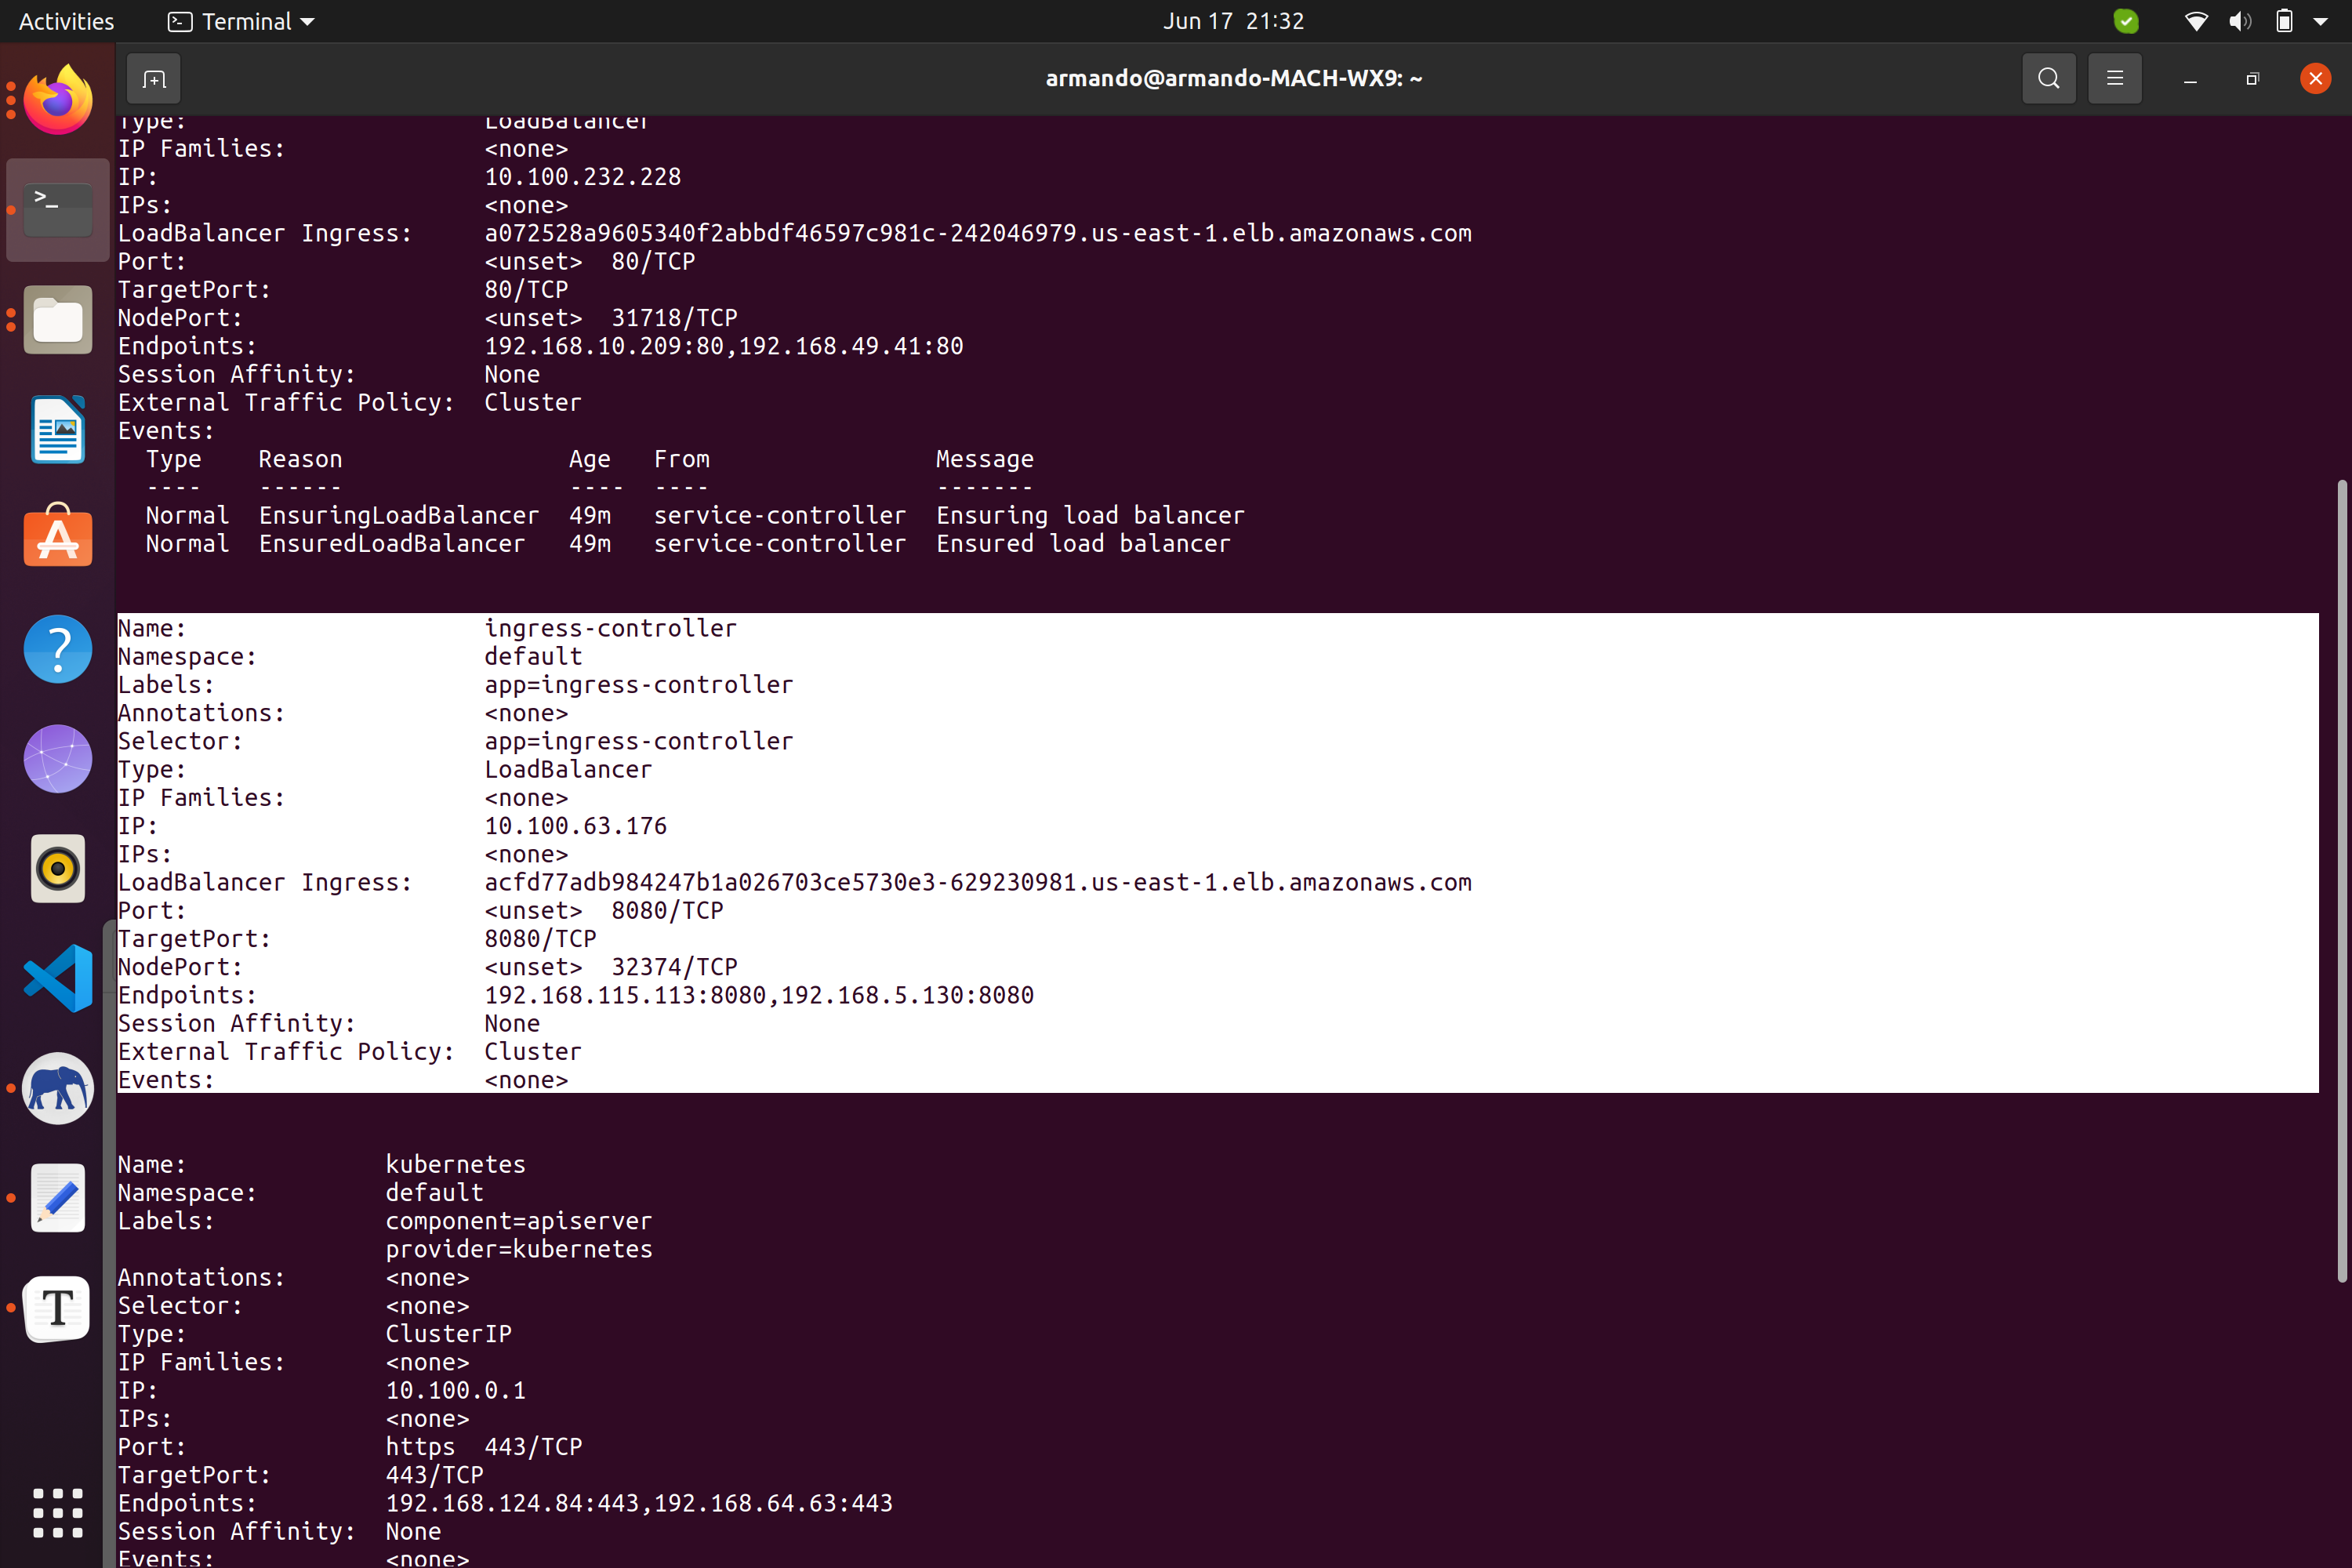 Activities Terminal Jun 17 21:32
armando@armando-MACH-WX9: ~
Type: LoadBalancer
IP Families: <none>
IP: 10.100.232.228
IPs: <none>
LoadBalancer Ingress: a072528a9605340f2abbdf46597c981c-242046979.us-east-1.elb.amazonaws.com
Port: <unset> 80/TCP
TargetPort: 80/TCP
NodePort: <unset> 31718/TCP
Endpoints: 192.168.10.209:80,192.168.49.41:80
Session Affinity: None
External Traffic Policy: Cluster
Events:
Type Reason Age From Message
---- ------ ---- ---- -------
Normal EnsuringLoadBalancer 49m service-controller Ensuring load balancer
Normal EnsuredLoadBalancer 49m service-controller Ensured load balancer
Name: ingress-controller
Namespace: default
Labels: app=ingress-controller
Annotations: <none>
Selector: app=ingress-controller
Type: LoadBalancer
IP Families: <none>
IP: 10.100.63.176
IPs: <none>
LoadBalancer Ingress: acfd77adb984247b1a026703ce5730e3-629230981.us-east-1.elb.amazonaws.com
Port: <unset> 8080/TCP
TargetPort: 8080/TCP
NodePort: <unset> 32374/TCP
Endpoints: 192.168.115.113:8080,192.168.5.130:8080
Session Affinity: None
External Traffic Policy: Cluster
Events: <none>
Name: kubernetes
Namespace: default
Labels: component=apiserver
provider=kubernetes
Annotations: <none>
Selector: <none>
Type: ClusterIP
IP Families: <none>
IP: 10.100.0.1
IPs: <none>
Port: https 443/TCP
TargetPort: 443/TCP
Endpoints: 192.168.124.84:443,192.168.64.63:443
Session Affinity: None
Events: <none>